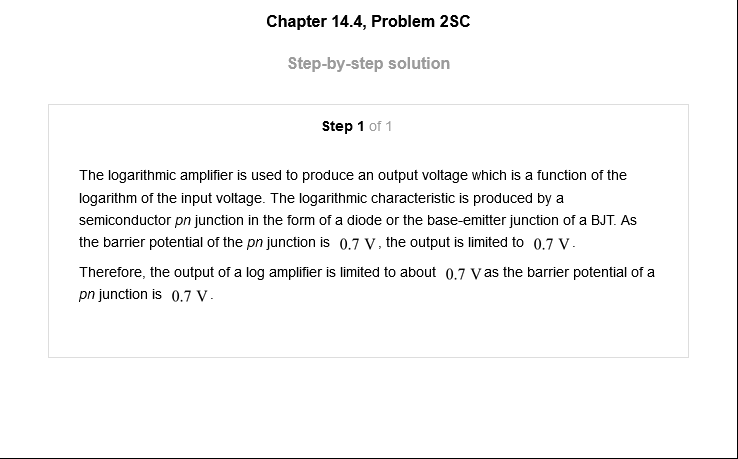 Chapter 14.4, Problem 2SC
Step-by-step solution
Step 1 of 1
The logarithmic amplifier is used to produce an output voltage which is a function of the
logarithm of the input voltage. The logarithmic characteristic is produced by a
semiconductor pn junction in the form of a diode or the base-emitter junction of a BJT. As
the barrier potential of the pn junction is 0.7 V, the output is limited to 0.7 V.
Therefore, the output of a log amplifier is limited to about 0.7 V as the barrier potential of a
pn junction is 0.7 V.